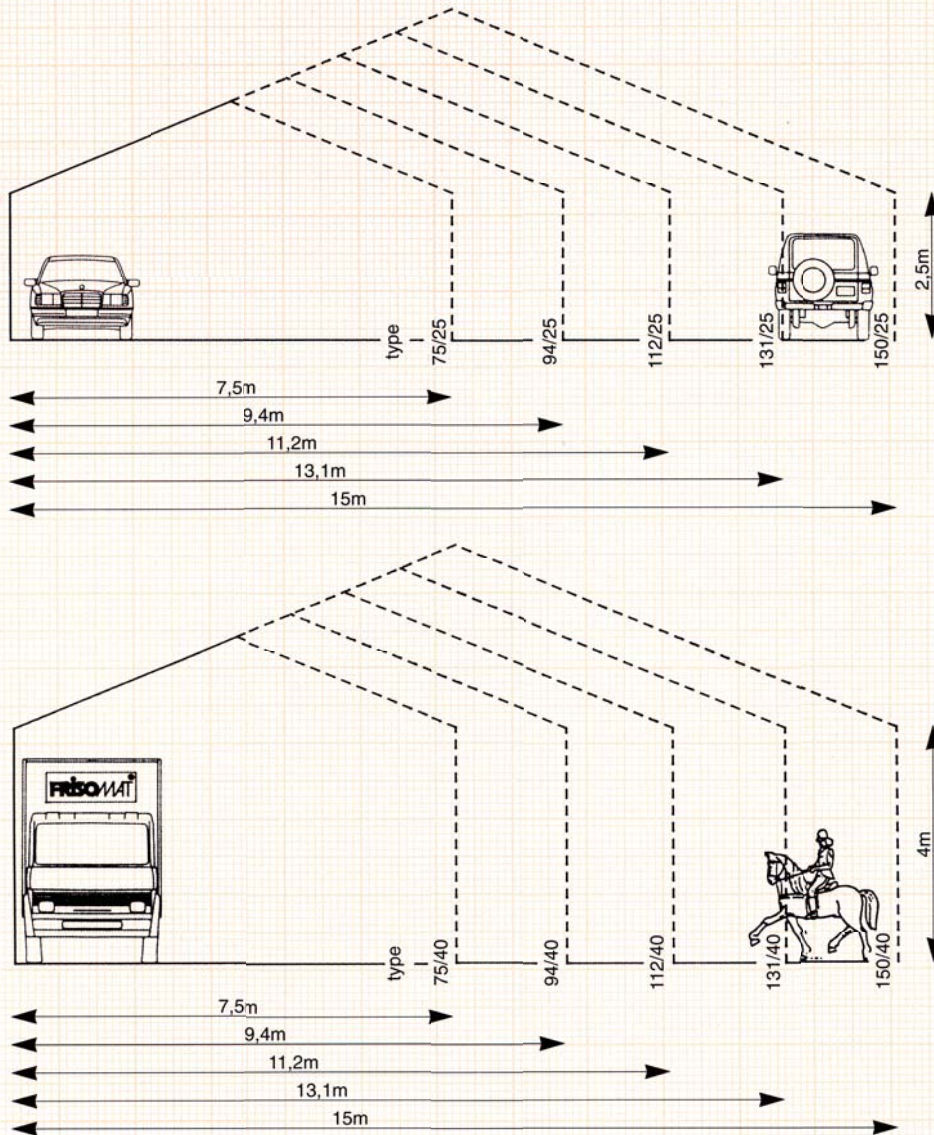 2,5m
type
75/25
94/25
112/25
131/25
150/25
7,5m
9,4m
11,2m
13,1m
15m
FRISOMAT
4m
type
75/40
94/40
112/40
131/40
150/40
7,5m
9,4m
11,2m
13,1m
15m